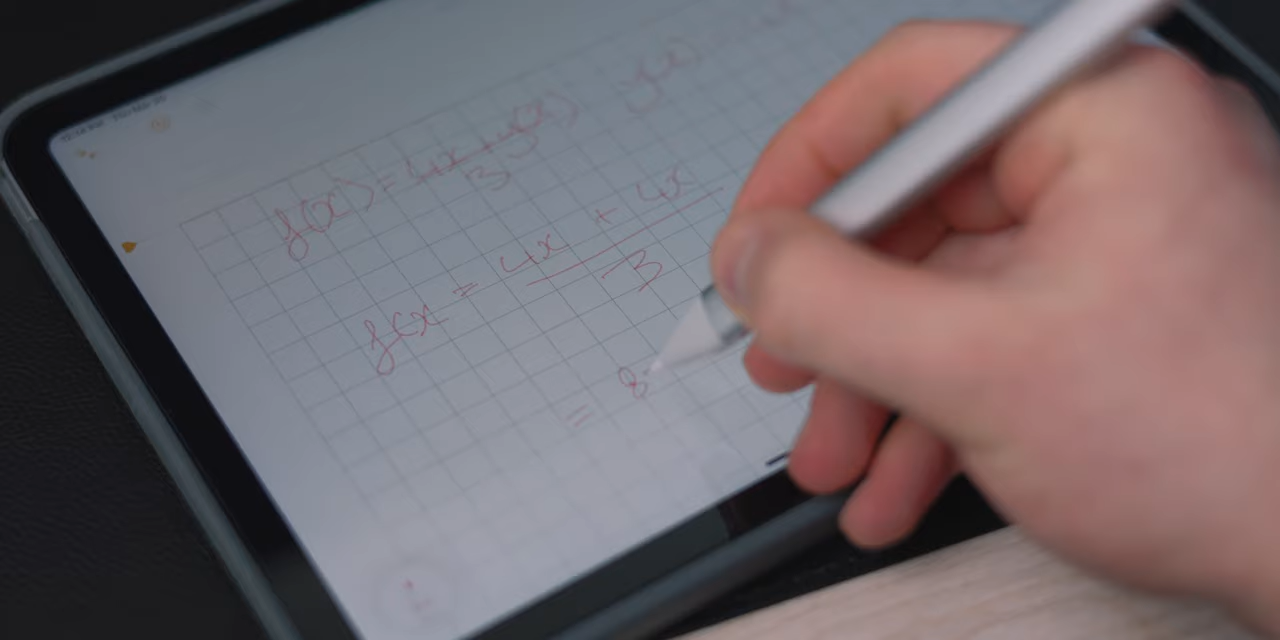 f(x) = 4x + y(x) / 3
f(x = 4x + 4x / 3
= 8